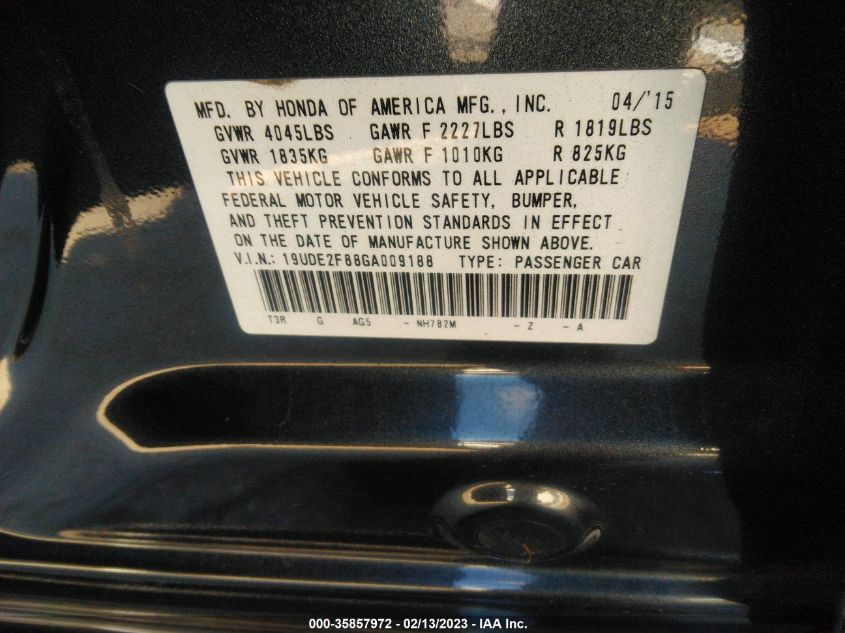 MFD. BY HONDA OF AMERICA MFG., INC. 04/'15
GVWR 4045LBS GAWR F 2227LBS R 1819LBS
GVWR 1835KG GAWR F 1010KG R 825KG
THIS VEHICLE CONFORMS TO ALL APPLICABLE
FEDERAL MOTOR VEHICLE SAFETY, BUMPER,
AND THEFT PREVENTION STANDARDS IN EFFECT
ON THE DATE OF MANUFACTURE SHOWN ABOVE.
V.I.N.: 19UDE2F88GA009188 TYPE: PASSENGER CAR
T3R G AG5 - NH782M - Z - A
000-35857972 - 02/13/2023 - IAA Inc.